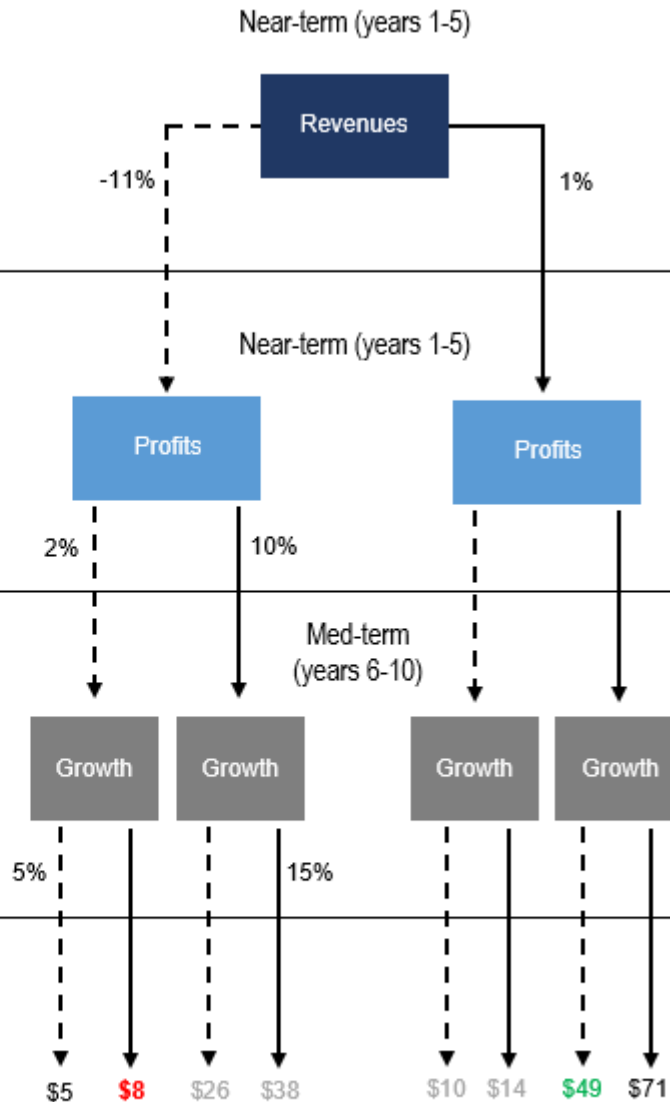 Near-term (years 1-5)
Revenues
-11%
1%
Near-term (years 1-5)
Profits
Profits
2%
10%
Med-term
(years 6-10)
Growth
Growth
Growth
Growth
5%
15%
$5
$8
$26
$38
$10
$14
$49
$71